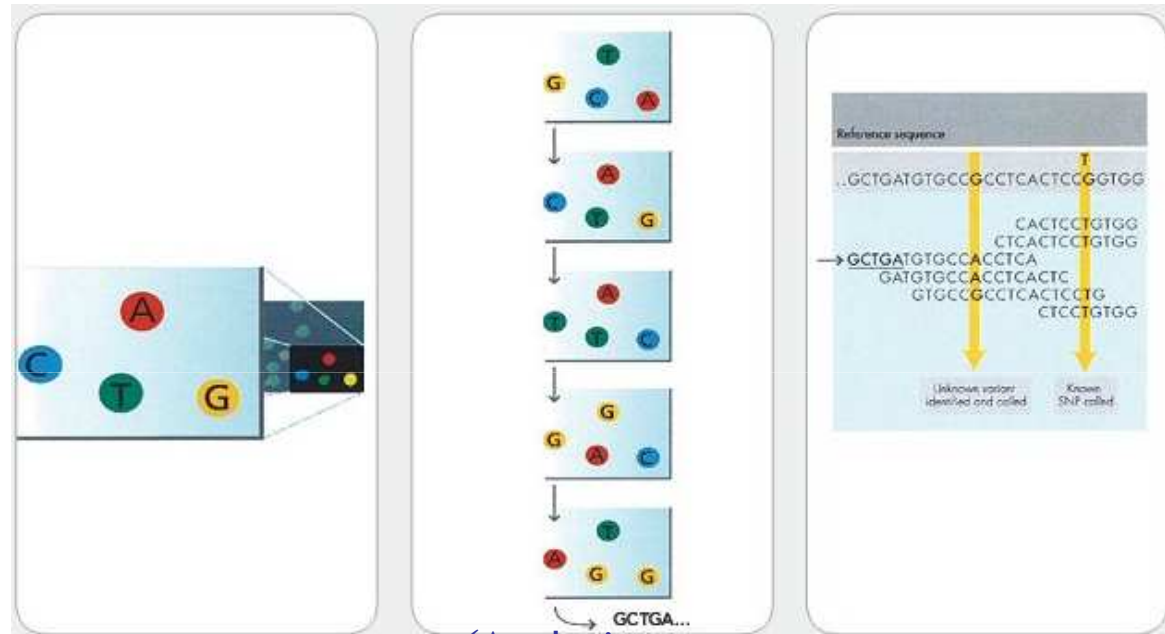 A
C
T
G
T
G
C
A
A
C
T
G
A
T
T
C
G
G
A
C
T
A
G
G
GCTGA...
Reference sequence
T
..GCTGATGTGCCGCCTCACTCCGGTGG
CACTCCTGTGG
CTCACTCCTGTGG
GCTGATGTGCCACCTCA
GATGTGCCACCTCACTC
GTGCCGCCTCACTCCTG
CTCCTGTGG
Unknown variant
identified and called
Known
SNP called